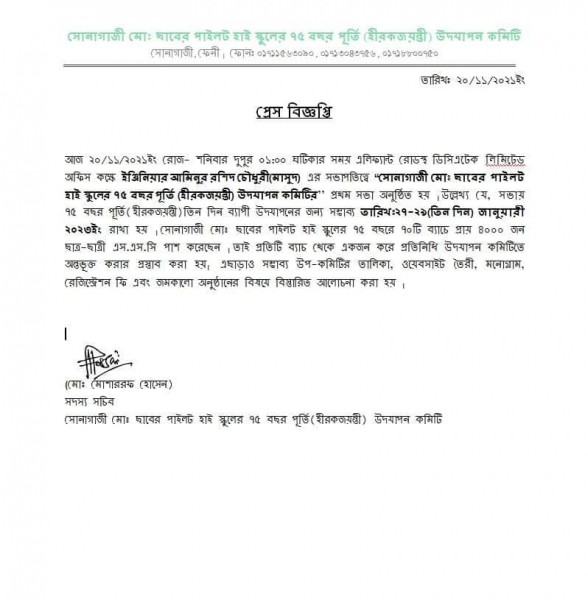 সোনাগাজী মোঃ ছাবের পাইলট হাই স্কুলের ৭৫ বছর পূর্তি (হীরকজয়ন্তী) উদযাপন কমিটি
সোনাগাজী,ফেনী। ফোনঃ ০১৭১১৫৬৩০৯০, ০১৭১৩০৪৩৭৫৬, ০১৭১৮৮০০৭৫০
তারিখ: ২০/১১/২০২১ইং
প্রেস বিজ্ঞপ্তি
আজ ২০/১১/২০২১ইং রোজ- শনিবার দুপুর ০১:০০ ঘটিকার সময় এলিফ্যান্ট রোডস্থ ডিসিএটেক লিমিটেড
অফিস কক্ষে ইঞ্জিনিয়ার আমিনুর রশিদ চৌধুরী(মাসুদ) এর সভাপতিত্বে "সোনাগাজী মোঃ ছাবের পাইলট
হাই স্কুলের ৭৫ বছর পূর্তি (হীরকজয়ন্তী) উদযাপন কমিটির" প্রথম সভা অনুষ্ঠিত হয়। উল্লেখ্য যে, সভায়
৭৫ বছর পূর্তি(হীরকজয়ন্তী)তিন দিন ব্যাপী উদযাপনের জন্য সম্ভাব্য তারিখ:২৭-২৯(তিন দিন) জানুয়ারী
২০২৩ইং রাখা হয়। সোনাগাজী মোঃ ছাবের পাইলট হাই স্কুলের ৭৫ বছরে ৭০টি ব্যাচে প্রায় ৪০০০ জন
ছাত্র-ছাত্রী এস.এস.সি পাশ করেছেন। তাই প্রতিটি ব্যাচ থেকে একজন করে প্রতিনিধি উদযাপন কমিটিতে
অন্তর্ভূক্ত করার প্রস্তাব করা হয়, এছাড়াও সম্ভাব্য উপ-কমিটির তালিকা, ওয়েবসাইট তৈরী, মনোগ্রাম,
রেজিস্ট্রেশন ফি এবং জমকালো অনুষ্ঠানের বিষয়ে বিস্তারিত আলোচনা করা হয়।
(মোঃ মোশাররফ হোসেন)
সদস্য সচিব
সোনাগাজী মোঃ ছাবের পাইলট হাই স্কুলের ৭৫ বছর পূর্তি(হীরকজয়ন্তী) উদযাপন কমিটি